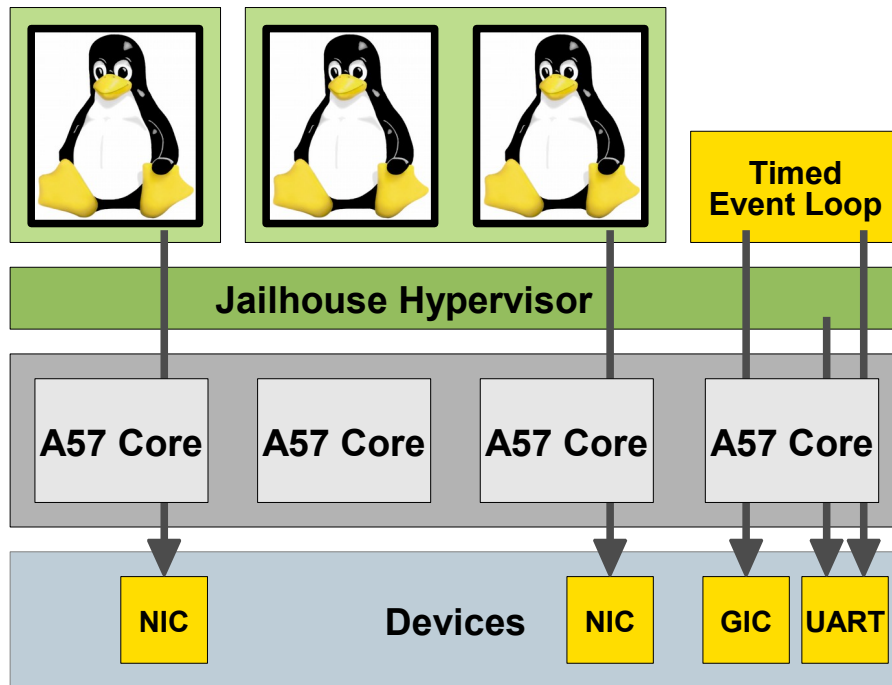 Timed
Event Loop
Jailhouse Hypervisor
A57 Core
A57 Core
A57 Core
A57 Core
NIC
Devices
NIC
GIC
UART